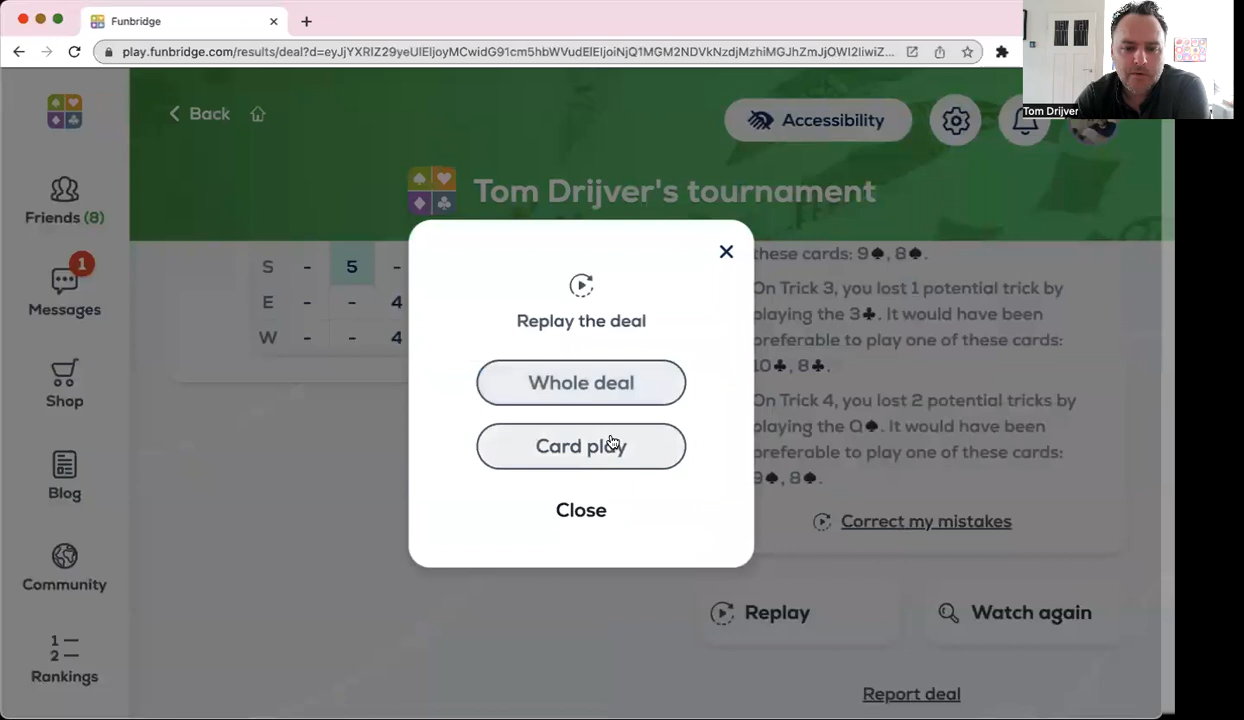 Funbridge
play.funbridge.com/results/deal?d=eyJjYXRlZ29yeUlEIjoyMCwidG91cm5hbWVudElEIjoiNjQ1MGM2NDVkNzdjMzhiMGJhZmJjOWI2IiwiZ...
Tom Drijver
Back
Accessibility
Tom Drijver's tournament
Friends (8)
1
Messages
Shop
Blog
Community
1
2
Rankings
S - 5 -
E - - 4
W - - 4
Replay the deal
Whole deal
Card play
Close
these cards: 9♠, 8♠.
On Trick 3, you lost 1 potential trick by
playing the 3♣. It would have been
preferable to play one of these cards:
10♣, 8♣.
On Trick 4, you lost 2 potential tricks by
playing the Q♠. It would have been
preferable to play one of these cards:
9♠, 8♠.
Correct my mistakes
Replay
Watch again
Report deal